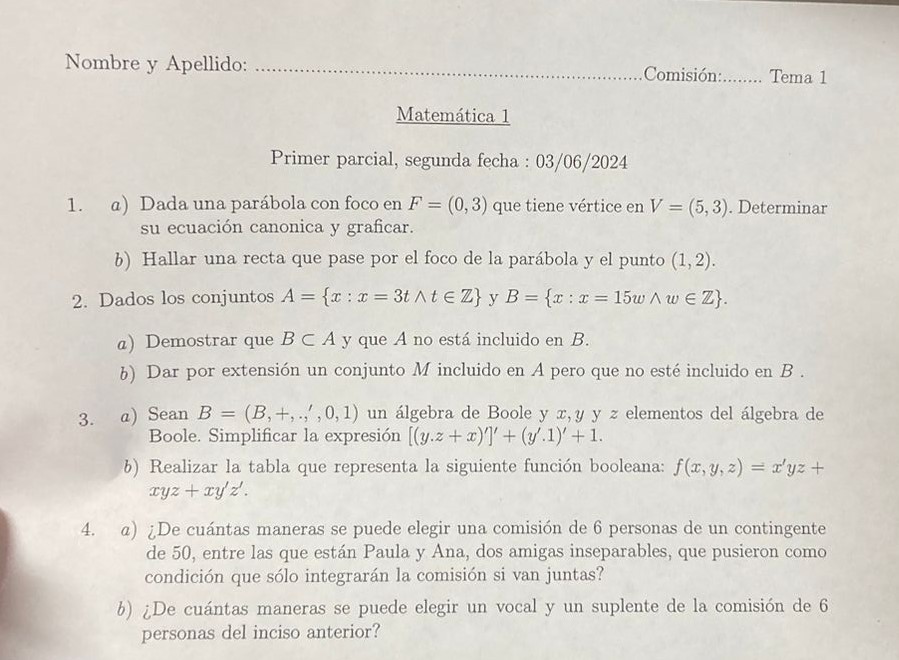 Nombre y Apellido: ........................................................................Comisión:........ Tema 1
Matemática 1
Primer parcial, segunda fecha : 03/06/2024
1. a) Dada una parábola con foco en F = (0, 3) que tiene vértice en V = (5, 3). Determinar
su ecuación canonica y graficar.
b) Hallar una recta que pase por el foco de la parábola y el punto (1, 2).
2. Dados los conjuntos A = {x : x = 3t ∧ t ∈ ℤ} y B = {x : x = 15w ∧ w ∈ ℤ}.
a) Demostrar que B ⊂ A y que A no está incluido en B.
b) Dar por extensión un conjunto M incluido en A pero que no esté incluido en B .
3. a) Sean B = (B, +, .,′ , 0, 1) un álgebra de Boole y x, y y z elementos del álgebra de
Boole. Simplificar la expresión [(y.z + x)′]′ + (y′.1)′ + 1.
b) Realizar la tabla que representa la siguiente función booleana: f(x, y, z) = x′yz +
xyz + xy′z′.
4. a) ¿De cuántas maneras se puede elegir una comisión de 6 personas de un contingente
de 50, entre las que están Paula y Ana, dos amigas inseparables, que pusieron como
condición que sólo integrarán la comisión si van juntas?
b) ¿De cuántas maneras se puede elegir un vocal y un suplente de la comisión de 6
personas del inciso anterior?